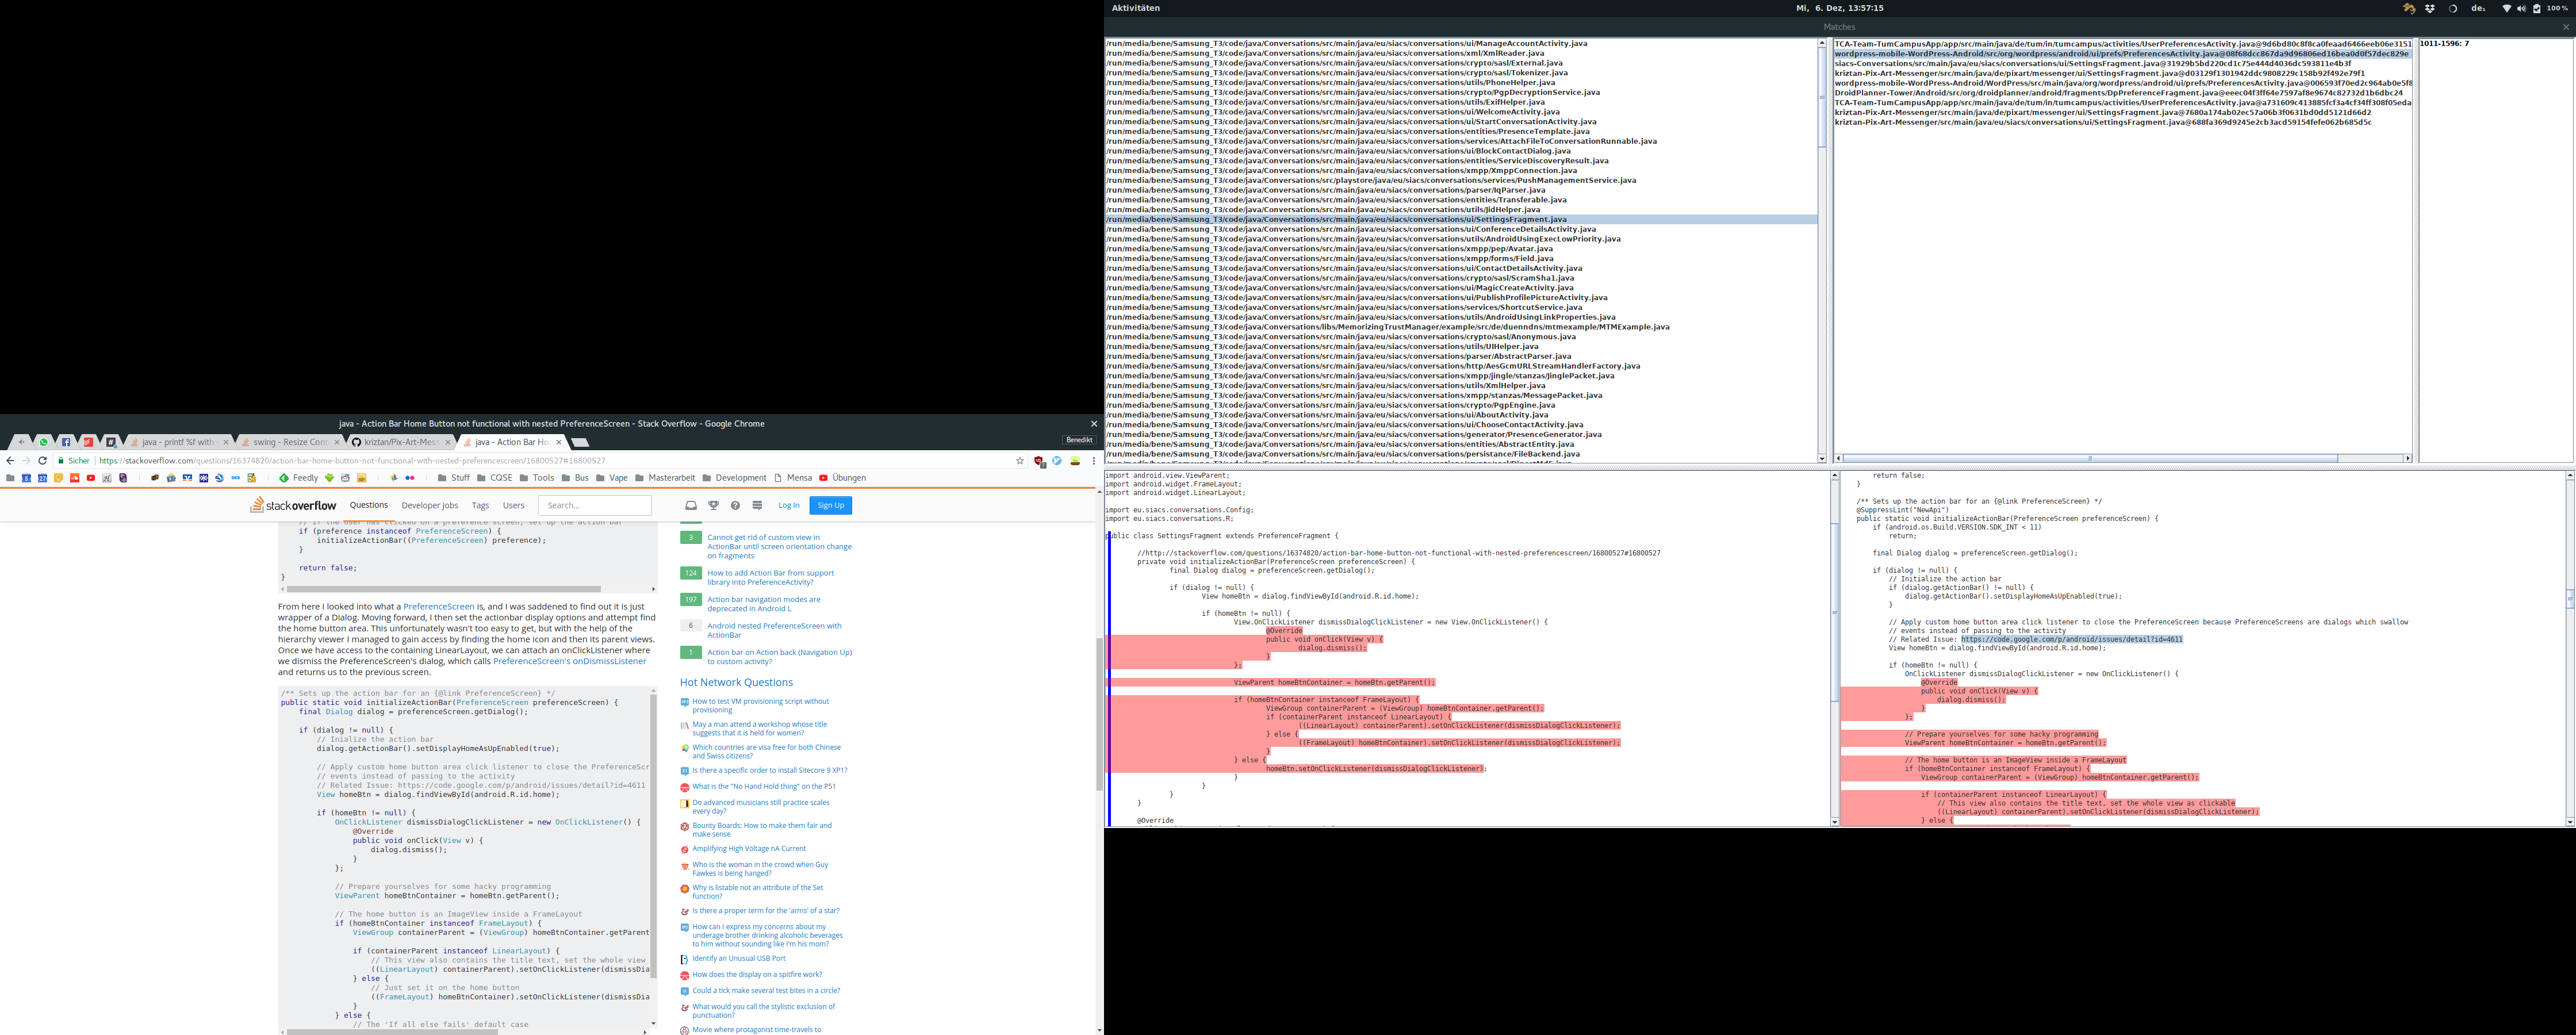 Aktivitäten
Mi, 6. Dez, 13:57:15
de₁
100 %
Matches
/run/media/bene/Samsung_T3/code/java/Conversations/src/main/java/eu/siacs/conversations/ui/ManageAccountActivity.java
/run/media/bene/Samsung_T3/code/java/Conversations/src/main/java/eu/siacs/conversations/xml/XmlReader.java
/run/media/bene/Samsung_T3/code/java/Conversations/src/main/java/eu/siacs/conversations/crypto/sasl/External.java
/run/media/bene/Samsung_T3/code/java/Conversations/src/main/java/eu/siacs/conversations/crypto/sasl/Tokenizer.java
/run/media/bene/Samsung_T3/code/java/Conversations/src/main/java/eu/siacs/conversations/utils/PhoneHelper.java
/run/media/bene/Samsung_T3/code/java/Conversations/src/main/java/eu/siacs/conversations/crypto/PgpDecryptionService.java
/run/media/bene/Samsung_T3/code/java/Conversations/src/main/java/eu/siacs/conversations/utils/ExifHelper.java
/run/media/bene/Samsung_T3/code/java/Conversations/src/main/java/eu/siacs/conversations/ui/WelcomeActivity.java
/run/media/bene/Samsung_T3/code/java/Conversations/src/main/java/eu/siacs/conversations/ui/StartConversationActivity.java
/run/media/bene/Samsung_T3/code/java/Conversations/src/main/java/eu/siacs/conversations/entities/PresenceTemplate.java
/run/media/bene/Samsung_T3/code/java/Conversations/src/main/java/eu/siacs/conversations/services/AttachFileToConversationRunnable.java
/run/media/bene/Samsung_T3/code/java/Conversations/src/main/java/eu/siacs/conversations/ui/BlockContactDialog.java
/run/media/bene/Samsung_T3/code/java/Conversations/src/main/java/eu/siacs/conversations/entities/ServiceDiscoveryResult.java
/run/media/bene/Samsung_T3/code/java/Conversations/src/main/java/eu/siacs/conversations/xmpp/XmppConnection.java
/run/media/bene/Samsung_T3/code/java/Conversations/src/playstore/java/eu/siacs/conversations/services/PushManagementService.java
/run/media/bene/Samsung_T3/code/java/Conversations/src/main/java/eu/siacs/conversations/parser/IqParser.java
/run/media/bene/Samsung_T3/code/java/Conversations/src/main/java/eu/siacs/conversations/entities/Transferable.java
/run/media/bene/Samsung_T3/code/java/Conversations/src/main/java/eu/siacs/conversations/utils/JidHelper.java
/run/media/bene/Samsung_T3/code/java/Conversations/src/main/java/eu/siacs/conversations/ui/SettingsFragment.java
/run/media/bene/Samsung_T3/code/java/Conversations/src/main/java/eu/siacs/conversations/ui/ConferenceDetailsActivity.java
/run/media/bene/Samsung_T3/code/java/Conversations/src/main/java/eu/siacs/conversations/utils/AndroidUsingExecLowPriority.java
/run/media/bene/Samsung_T3/code/java/Conversations/src/main/java/eu/siacs/conversations/xmpp/pep/Avatar.java
/run/media/bene/Samsung_T3/code/java/Conversations/src/main/java/eu/siacs/conversations/xmpp/forms/Field.java
/run/media/bene/Samsung_T3/code/java/Conversations/src/main/java/eu/siacs/conversations/ui/ContactDetailsActivity.java
/run/media/bene/Samsung_T3/code/java/Conversations/src/main/java/eu/siacs/conversations/crypto/sasl/ScramSha1.java
/run/media/bene/Samsung_T3/code/java/Conversations/src/main/java/eu/siacs/conversations/ui/MagicCreateActivity.java
/run/media/bene/Samsung_T3/code/java/Conversations/src/main/java/eu/siacs/conversations/ui/PublishProfilePictureActivity.java
/run/media/bene/Samsung_T3/code/java/Conversations/src/main/java/eu/siacs/conversations/services/ShortcutService.java
/run/media/bene/Samsung_T3/code/java/Conversations/src/main/java/eu/siacs/conversations/utils/AndroidUsingLinkProperties.java
/run/media/bene/Samsung_T3/code/java/Conversations/libs/MemorizingTrustManager/example/src/de/duenndns/mtmexample/MTMExample.java
/run/media/bene/Samsung_T3/code/java/Conversations/src/main/java/eu/siacs/conversations/crypto/sasl/Anonymous.java
/run/media/bene/Samsung_T3/code/java/Conversations/src/main/java/eu/siacs/conversations/utils/UIHelper.java
/run/media/bene/Samsung_T3/code/java/Conversations/src/main/java/eu/siacs/conversations/parser/AbstractParser.java
/run/media/bene/Samsung_T3/code/java/Conversations/src/main/java/eu/siacs/conversations/http/AesGcmURLStreamHandlerFactory.java
/run/media/bene/Samsung_T3/code/java/Conversations/src/main/java/eu/siacs/conversations/xmpp/jingle/stanzas/JinglePacket.java
/run/media/bene/Samsung_T3/code/java/Conversations/src/main/java/eu/siacs/conversations/utils/XmlHelper.java
/run/media/bene/Samsung_T3/code/java/Conversations/src/main/java/eu/siacs/conversations/xmpp/stanzas/MessagePacket.java
/run/media/bene/Samsung_T3/code/java/Conversations/src/main/java/eu/siacs/conversations/crypto/PgpEngine.java
/run/media/bene/Samsung_T3/code/java/Conversations/src/main/java/eu/siacs/conversations/ui/AboutActivity.java
/run/media/bene/Samsung_T3/code/java/Conversations/src/main/java/eu/siacs/conversations/ui/ChooseContactActivity.java
/run/media/bene/Samsung_T3/code/java/Conversations/src/main/java/eu/siacs/conversations/generator/PresenceGenerator.java
/run/media/bene/Samsung_T3/code/java/Conversations/src/main/java/eu/siacs/conversations/entities/AbstractEntity.java
/run/media/bene/Samsung_T3/code/java/Conversations/src/main/java/eu/siacs/conversations/persistance/FileBackend.java
TCA-Team-TumCampusApp/app/src/main/java/de/tum/in/tumcampus/activities/UserPreferencesActivity.java@9d6bd80c8f8ca0feaad6466eeb06e3151
wordpress-mobile-WordPress-Android/src/org/wordpress/android/ui/prefs/PreferencesActivity.java@08f68dcc867da9d96806ed16bea0d0f57dec829e
siacs-Conversations/src/main/java/eu/siacs/conversations/ui/SettingsFragment.java@31929b5bd220cd1c75e444d4036dc593811e4b3f
kriztan-Pix-Art-Messenger/src/main/java/de/pixart/messenger/ui/SettingsFragment.java@d03129f1301942ddc9808229c158b92f492e79f1
wordpress-mobile-WordPress-Android/WordPress/src/main/java/org/wordpress/android/ui/prefs/PreferencesActivity.java@006593f70ed2c964ab0e5f8
DroidPlanner-Tower/Android/src/org/droidplanner/android/fragments/DpPreferenceFragment.java@eeec04f3ff64e7597af8e9674c82732d1b6dbc24
TCA-Team-TumCampusApp/app/src/main/java/de/tum/in/tumcampus/activities/UserPreferencesActivity.java@a731609c413885fcf3a4cf34ff308f05eda
kriztan-Pix-Art-Messenger/src/main/java/de/pixart/messenger/ui/SettingsFragment.java@7680a174ab02ec57a06b3f0631bd0dd5121d66d2
kriztan-Pix-Art-Messenger/src/main/java/eu/siacs/conversations/ui/SettingsFragment.java@688fa369d9245e2cb3acd59154fefe062b685d5c
1011-1596: 7
java - Action Bar Home Button not functional with nested PreferenceScreen - Stack Overflow - Google Chrome
java - printf %f with
swing - Resize Cont
kriztan/Pix-Art-Mess
java - Action Bar Ho
Benedikt
Sicher
https://stackoverflow.com/questions/16374820/action-bar-home-button-not-functional-with-nested-preferencescreen/16800527#16800527
Feedly
Stuff
CQSE
Tools
Bus
Vape
Masterarbeit
Development
Mensa
Übungen
stackoverflow
Questions
Developer Jobs
Tags
Users
Search...
Log In
Sign Up
// If the user has clicked on a preference screen, set up the action bar
if (preference instanceof PreferenceScreen) {
initializeActionBar((PreferenceScreen) preference);
}
return false;
}
From here I looked into what a PreferenceScreen is, and I was saddened to find out it is just
wrapper of a Dialog. Moving forward, I then set the actionbar display options and attempt find
the home button area. This unfortunately wasn't too easy to get, but with the help of the
hierarchy viewer I managed to gain access by finding the home icon and then its parent views.
Once we have access to the containing LinearLayout, we can attach an onClickListener where
we dismiss the PreferenceScreen's dialog, which calls PreferenceScreen's onDismissListener
and returns us to the previous screen.
/** Sets up the action bar for an {@link PreferenceScreen} */
public static void initializeActionBar(PreferenceScreen preferenceScreen) {
final Dialog dialog = preferenceScreen.getDialog();
if (dialog != null) {
// Inialize the action bar
dialog.getActionBar().setDisplayHomeAsUpEnabled(true);
// Apply custom home button area click listener to close the PreferenceScr
// events instead of passing to the activity
// Related Issue: https://code.google.com/p/android/issues/detail?id=4611
View homeBtn = dialog.findViewById(android.R.id.home);
if (homeBtn != null) {
OnClickListener dismissDialogClickListener = new OnClickListener() {
@Override
public void onClick(View v) {
dialog.dismiss();
}
};
// Prepare yourselves for some hacky programming
ViewParent homeBtnContainer = homeBtn.getParent();
// The home button is an ImageView inside a FrameLayout
if (homeBtnContainer instanceof FrameLayout) {
ViewGroup containerParent = (ViewGroup) homeBtnContainer.getParent
if (containerParent instanceof LinearLayout) {
// This view also contains the title text, set the whole view
((LinearLayout) containerParent).setOnClickListener(dismissDia
} else {
// Just set it on the home button
((FrameLayout) homeBtnContainer).setOnClickListener(dismissDia
}
} else {
// The 'If all else fails' default case
3
Cannot get rid of custom view in
ActionBar until screen orientation change
on fragments
124
How to add Action Bar from support
library into PreferenceActivity?
197
Action bar navigation modes are
deprecated in Android L
6
Android nested PreferenceScreen with
ActionBar
1
Action bar on Action back (Navigation Up)
to custom activity?
Hot Network Questions
How to test VM provisioning script without
provisioning
May a man attend a workshop whose title
suggests that it is held for women?
Which countries are visa free for both Chinese
and Swiss citizens?
Is there a specific order to install Sitecore 9 XP1?
What is the "No Hand Hold thing" on the P51
Do advanced musicians still practice scales
every day?
Bounty Boards: How to make them fair and
make sense
Amplifying High Voltage nA Current
Who is the woman in the crowd when Guy
Fawkes is being hanged?
Why is listable not an attribute of the Set
function?
Is there a proper term for the 'arms' of a star?
How can I express my concerns about my
underage brother drinking alcoholic beverages
to him without sounding like I'm his mom?
Identify an Unusual USB Port
How does the display on a spitfire work?
Could a tick make several test bites in a circle?
What would you call the stylistic exclusion of
punctuation?
Movie where protagonist time-travels to
import android.view.ViewParent;
import android.widget.FrameLayout;
import android.widget.LinearLayout;
import eu.siacs.conversations.Config;
import eu.siacs.conversations.R;
public class SettingsFragment extends PreferenceFragment {
//http://stackoverflow.com/questions/16374820/action-bar-home-button-not-functional-with-nested-preferencescreen/16800527#16800527
private void initializeActionBar(PreferenceScreen preferenceScreen) {
final Dialog dialog = preferenceScreen.getDialog();
if (dialog != null) {
View homeBtn = dialog.findViewById(android.R.id.home);
if (homeBtn != null) {
View.OnClickListener dismissDialogClickListener = new View.OnClickListener() {
@Override
public void onClick(View v) {
dialog.dismiss();
}
};
ViewParent homeBtnContainer = homeBtn.getParent();
if (homeBtnContainer instanceof FrameLayout) {
ViewGroup containerParent = (ViewGroup) homeBtnContainer.getParent();
if (containerParent instanceof LinearLayout) {
((LinearLayout) containerParent).setOnClickListener(dismissDialogClickListener);
} else {
((FrameLayout) homeBtnContainer).setOnClickListener(dismissDialogClickListener);
}
} else {
homeBtn.setOnClickListener(dismissDialogClickListener);
}
}
}
}
@Override
return false;
}
/** Sets up the action bar for an {@link PreferenceScreen} */
@SuppressLint("NewApi")
public static void initializeActionBar(PreferenceScreen preferenceScreen) {
if (android.os.Build.VERSION.SDK_INT < 11)
return;
final Dialog dialog = preferenceScreen.getDialog();
if (dialog != null) {
// Initialize the action bar
if (dialog.getActionBar() != null) {
dialog.getActionBar().setDisplayHomeAsUpEnabled(true);
}
// Apply custom home button area click listener to close the PreferenceScreen because PreferenceScreens are dialogs which swallow
// events instead of passing to the activity
// Related Issue: https://code.google.com/p/android/issues/detail?id=4611
View homeBtn = dialog.findViewById(android.R.id.home);
if (homeBtn != null) {
OnClickListener dismissDialogClickListener = new OnClickListener() {
@Override
public void onClick(View v) {
dialog.dismiss();
}
};
// Prepare yourselves for some hacky programming
ViewParent homeBtnContainer = homeBtn.getParent();
// The home button is an ImageView inside a FrameLayout
if (homeBtnContainer instanceof FrameLayout) {
ViewGroup containerParent = (ViewGroup) homeBtnContainer.getParent();
if (containerParent instanceof LinearLayout) {
// This view also contains the title text, set the whole view as clickable
((LinearLayout) containerParent).setOnClickListener(dismissDialogClickListener);
} else {